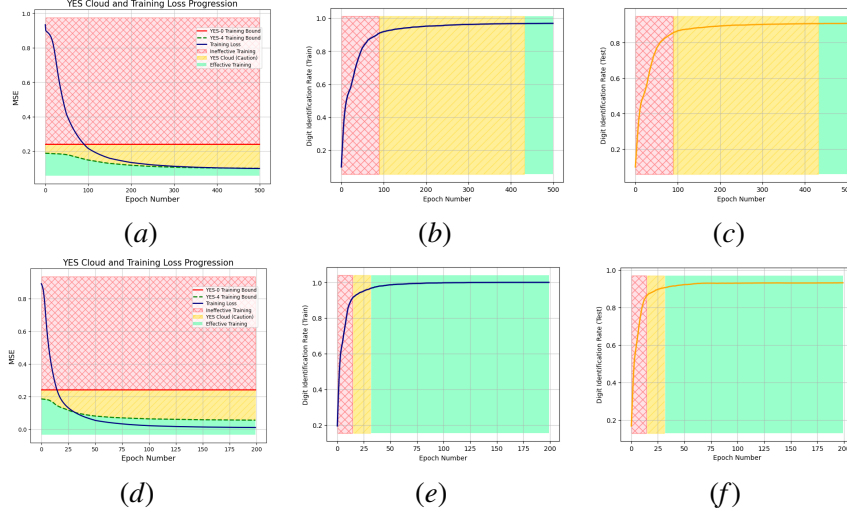 YES Cloud and Training Loss Progression
MSE
1.0
0.8
0.6
0.4
0.2
YES-0 Training Bound
YES-4 Training Bound
Training Loss
Ineffective Training
YES Cloud (Caution)
Effective Training
0 100 200 300 400 500
Epoch Number
(a)
Digit Identification Rate (Train)
1.0
0.8
0.6
0.4
0.2
0 100 200 300 400 500
Epoch Number
(b)
Digit Identification Rate (Test)
0.8
0.6
0.4
0.2
0 100 200 300 400 500
Epoch Number
(c)
YES Cloud and Training Loss Progression
MSE
0.8
0.6
0.4
0.2
0.0
YES-0 Training Bound
YES-4 Training Bound
Training Loss
Ineffective Training
YES Cloud (Caution)
Effective Training
0 25 50 75 100 125 150 175 200
Epoch Number
(d)
Digit Identification Rate (Train)
1.0
0.8
0.6
0.4
0.2
0 25 50 75 100 125 150 175 200
Epoch Number
(e)
Digit Identification Rate (Test)
1.0
0.8
0.6
0.4
0.2
0 25 50 75 100 125 150 175 200
Epoch Number
(f)